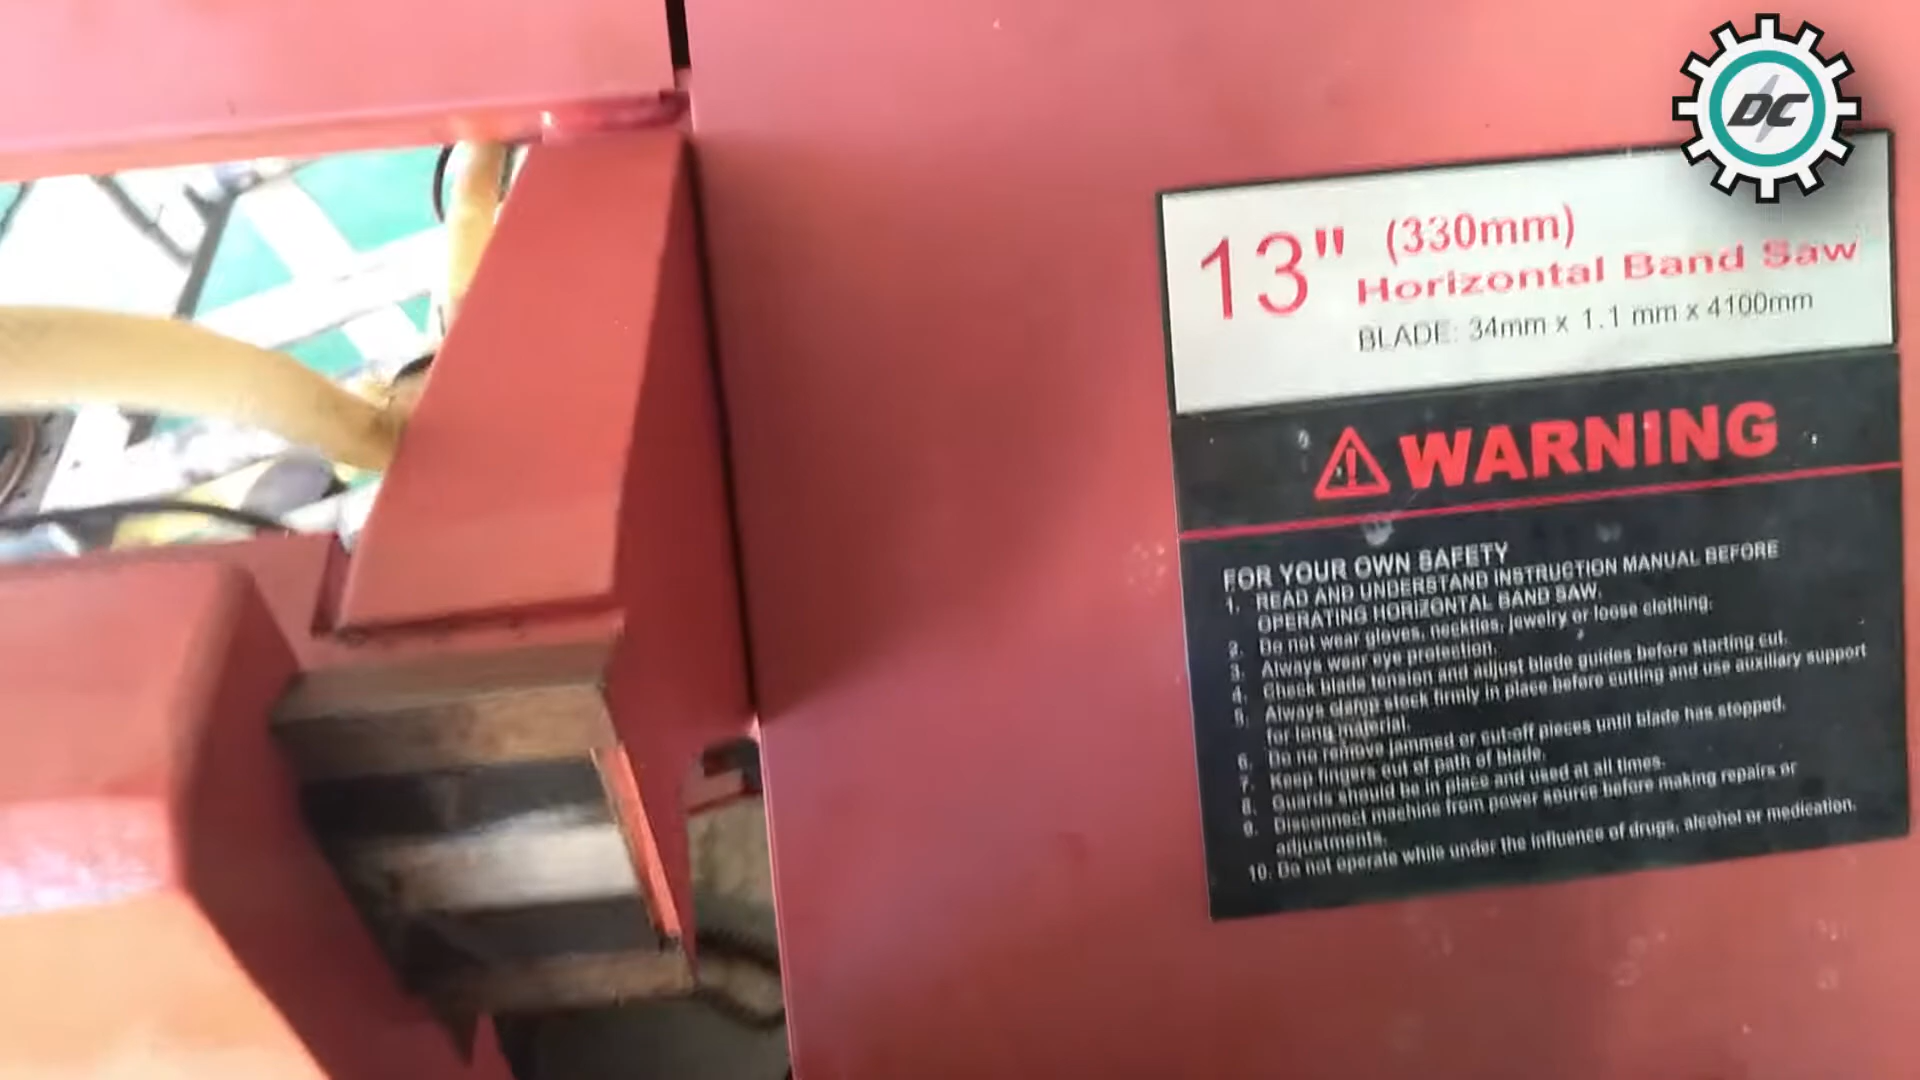 DC
13" (330mm)
Horizontal Band Saw
BLADE: 34mm x 1.1 mm x 4100mm
WARNING
FOR YOUR OWN SAFETY
1. READ AND UNDERSTAND INSTRUCTION MANUAL BEFORE
OPERATING HORIZONTAL BAND SAW.
2. Do not wear gloves, neckties, jewelry or loose clothing.
3. Always wear eye protection.
4. Check blade tension and adjust blade guides before starting cut.
5. Always clamp stock firmly in place before cutting and use auxiliary support
for long material.
6. Do no remove jammed or cut-off pieces until blade has stopped.
7. Keep fingers out of path of blade.
8. Guards should be in place and used at all times.
9. Disconnect machine from power source before making repairs or
adjustments.
10. Do not operate while under the influence of drugs, alcohol or medication.